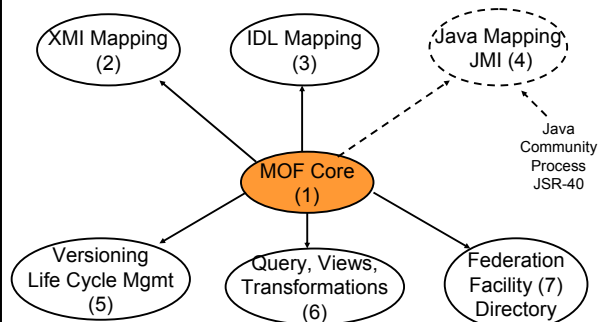 XMI Mapping
(2)
IDL Mapping
(3)
Java Mapping
JMI (4)
Java
Community
Process
JSR-40
MOF Core
(1)
Versioning
Life Cycle Mgmt
(5)
Query, Views,
Transformations
(6)
Federation
Facility (7)
Directory